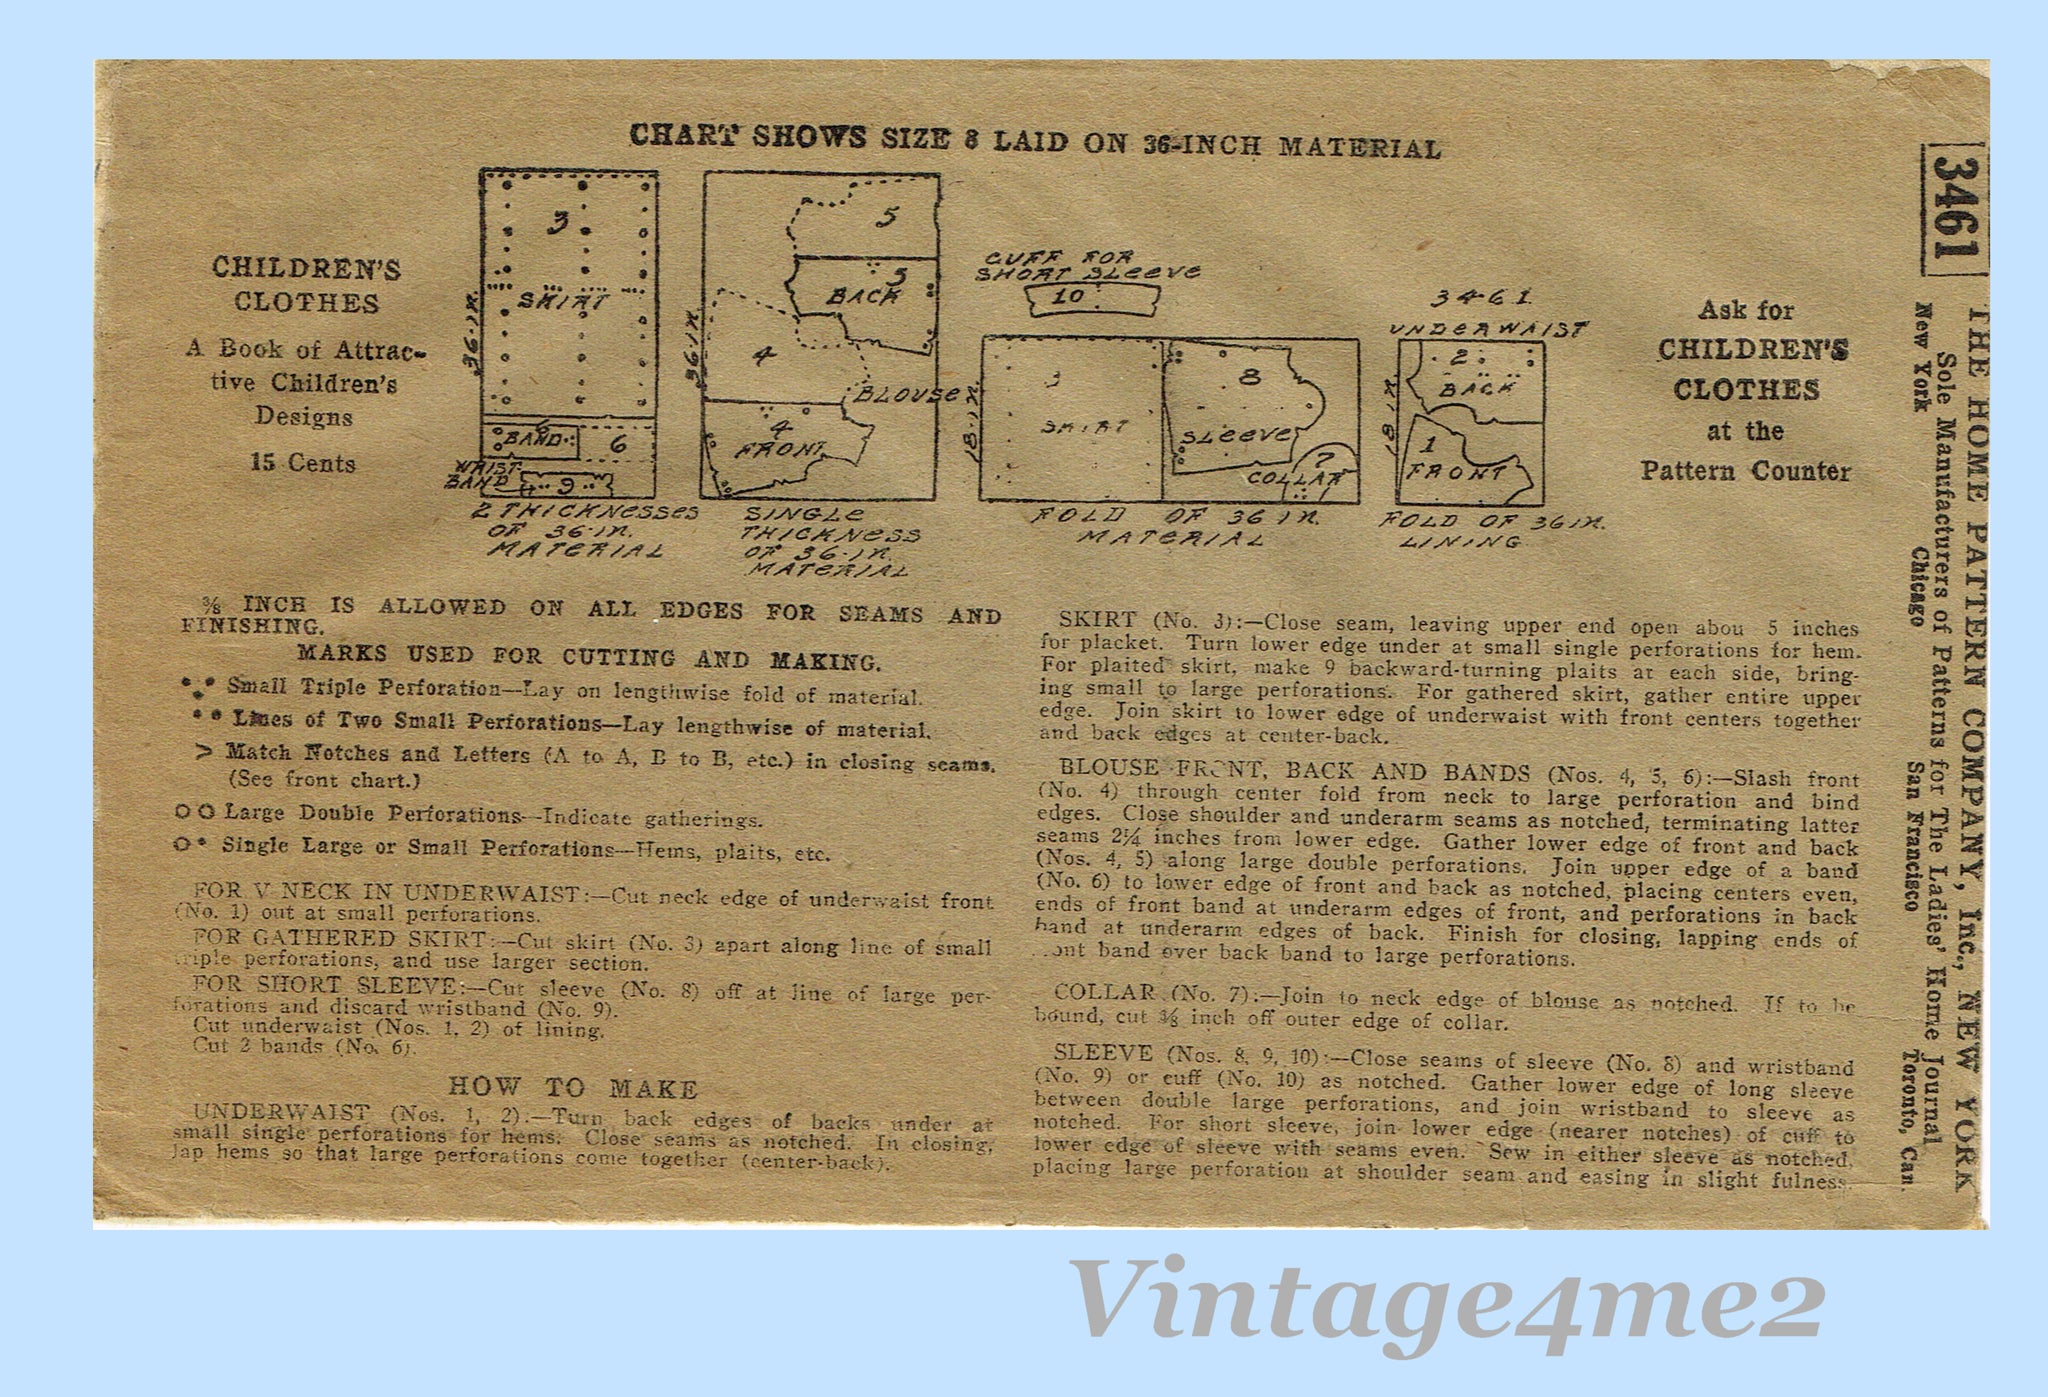 CHART SHOWS SIZE 8 LAID ON 36-INCH MATERIAL
CHILDREN'S
CLOTHES
A Book of Attrac-
tive Children's
Designs
15 Cents
36-IN.
3
SKIRT
6
BAND
6
WAIST
BAND
9
2 THICKNESSES
OF 36-IN.
MATERIAL
36 IN.
5
5
BACK
4
BLOUSE
4
FRONT
SINGLE
THICKNESS
OF 36-IN.
MATERIAL
CUFF FOR
SHORT SLEEVE
10
18-IN.
3
SKIRT
8
SLEEVE
7
COLLAR
FOLD OF 36 IN.
MATERIAL
3461
UNDERWAIST
18 IN.
2
BACK
1
FRONT
FOLD OF 36 IN.
LINING
Ask for
CHILDREN'S
CLOTHES
at the
Pattern Counter
⅜ INCH IS ALLOWED ON ALL EDGES FOR SEAMS AND
FINISHING.
MARKS USED FOR CUTTING AND MAKING.
Small Triple Perforation—Lay on lengthwise fold of material.
Lines of Two Small Perforations—Lay lengthwise of material.
> Match Notches and Letters (A to A, B to B, etc.) in closing seams.
(See front chart.)
Large Double Perforations—Indicate gatherings.
Single Large or Small Perforations—Hems, plaits, etc.
FOR V NECK IN UNDERWAIST:—Cut neck edge of underwaist front
(No. 1) out at small perforations.
FOR GATHERED SKIRT:—Cut skirt (No. 3) apart along line of small
triple perforations, and use larger section.
FOR SHORT SLEEVE:—Cut sleeve (No. 8) off at line of large per-
forations and discard wristband (No. 9).
Cut underwaist (Nos. 1, 2) of lining.
Cut 2 bands (No. 6).
HOW TO MAKE
UNDERWAIST (Nos. 1, 2):—Turn back edges of backs under at
small single perforations for hems. Close seams as notched. In closing,
lap hems so that large perforations come together (center-back).
SKIRT (No. 3):—Close seam, leaving upper end open abou 5 inches
for placket. Turn lower edge under at small single perforations for hem.
For plaited skirt, make 9 backward-turning plaits at each side, bring-
ing small to large perforations. For gathered skirt, gather entire upper
edge. Join skirt to lower edge of underwaist with front centers together
and back edges at center-back.
BLOUSE FRONT, BACK AND BANDS (Nos. 4, 5, 6):—Slash front
(No. 4) through center fold from neck to large perforation and bind
edges. Close shoulder and underarm seams as notched, terminating latter
seams 2¼ inches from lower edge. Gather lower edge of front and back
(Nos. 4, 5) along large double perforations. Join upper edge of a band
(No. 6) to lower edge of front and back as notched, placing centers even,
ends of front band at underarm edges of front, and perforations in back
band at underarm edges of back. Finish for closing, lapping ends of
front band over back band to large perforations.
COLLAR (No. 7):—Join to neck edge of blouse as notched. If to be
bound, cut ⅜ inch off outer edge of collar.
SLEEVE (Nos. 8, 9, 10):—Close seams of sleeve (No. 8) and wristband
(No. 9) or cuff (No. 10) as notched. Gather lower edge of long sleeve
between double large perforations, and join wristband to sleeve as
notched. For short sleeve, join lower edge (nearer notches) of cuff to
lower edge of sleeve with seams even. Sew in either sleeve as notched,
placing large perforation at shoulder seam and easing in slight fulness.
3461
THE HOME PATTERN COMPANY, Inc., NEW YORK
Sole Manufacturers of Patterns for The Ladies' Home Journal
New York Chicago San Francisco Toronto, Can.
Vintage4me2